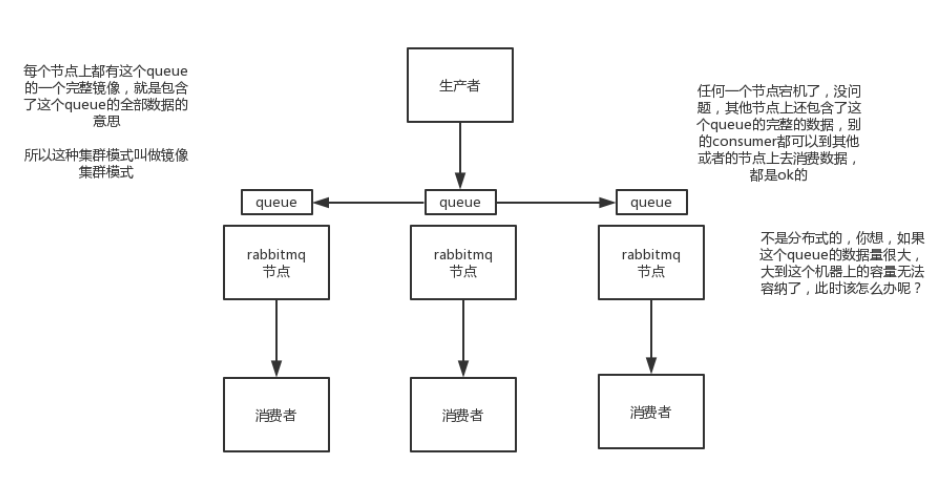 每个节点上都有这个queue
的一个完整镜像，就是包含
了这个queue的全部数据的
意思
所以这种集群模式叫做镜像
集群模式
生产者
任何一个节点宕机了，没问
题，其他节点上还包含了这
个queue的完整的数据，别
的consumer都可以到其他
或者的节点上去消费数据，
都是ok的
queue
queue
queue
rabbitmq
节点
rabbitmq
节点
rabbitmq
节点
不是分布式的，你想，如果
这个queue的数据量很大，
大到这个机器上的容量无法
容纳了，此时该怎么办呢？
消费者
消费者
消费者